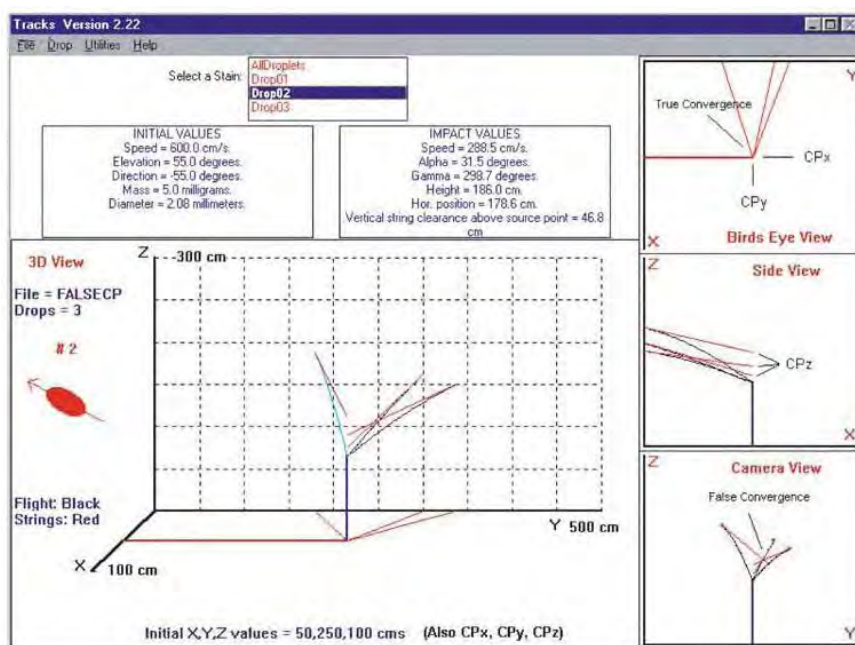 Tracks Version 2.22
File Drop Utilities Help
Select a Stain:
AllDroplets
Drop01
Drop02
Drop03
INITIAL VALUES
Speed = 600.0 cm/s.
Elevation = 55.0 degrees.
Direction = -55.0 degrees.
Mass = 5.0 milligrams.
Diameter = 2.08 millimeters.
IMPACT VALUES
Speed = 288.5 cm/s.
Alpha = 31.5 degrees.
Gamma = 298.7 degrees.
Height = 186.0 cm.
Hor. position = 178.6 cm.
Vertical string clearance above source point = 46.8
cm
3D View
File = FALSECP
Drops = 3
# 2
Flight: Black
Strings: Red
Z
-300 cm
Y 500 cm
X 100 cm
Initial X,Y,Z values = 50,250,100 cms (Also CPx, CPy, CPz)
Y
True Convergence
CPx
CPy
X
Birds Eye View
Z
Side View
CPz
X
Z
Camera View
False Convergence
Y